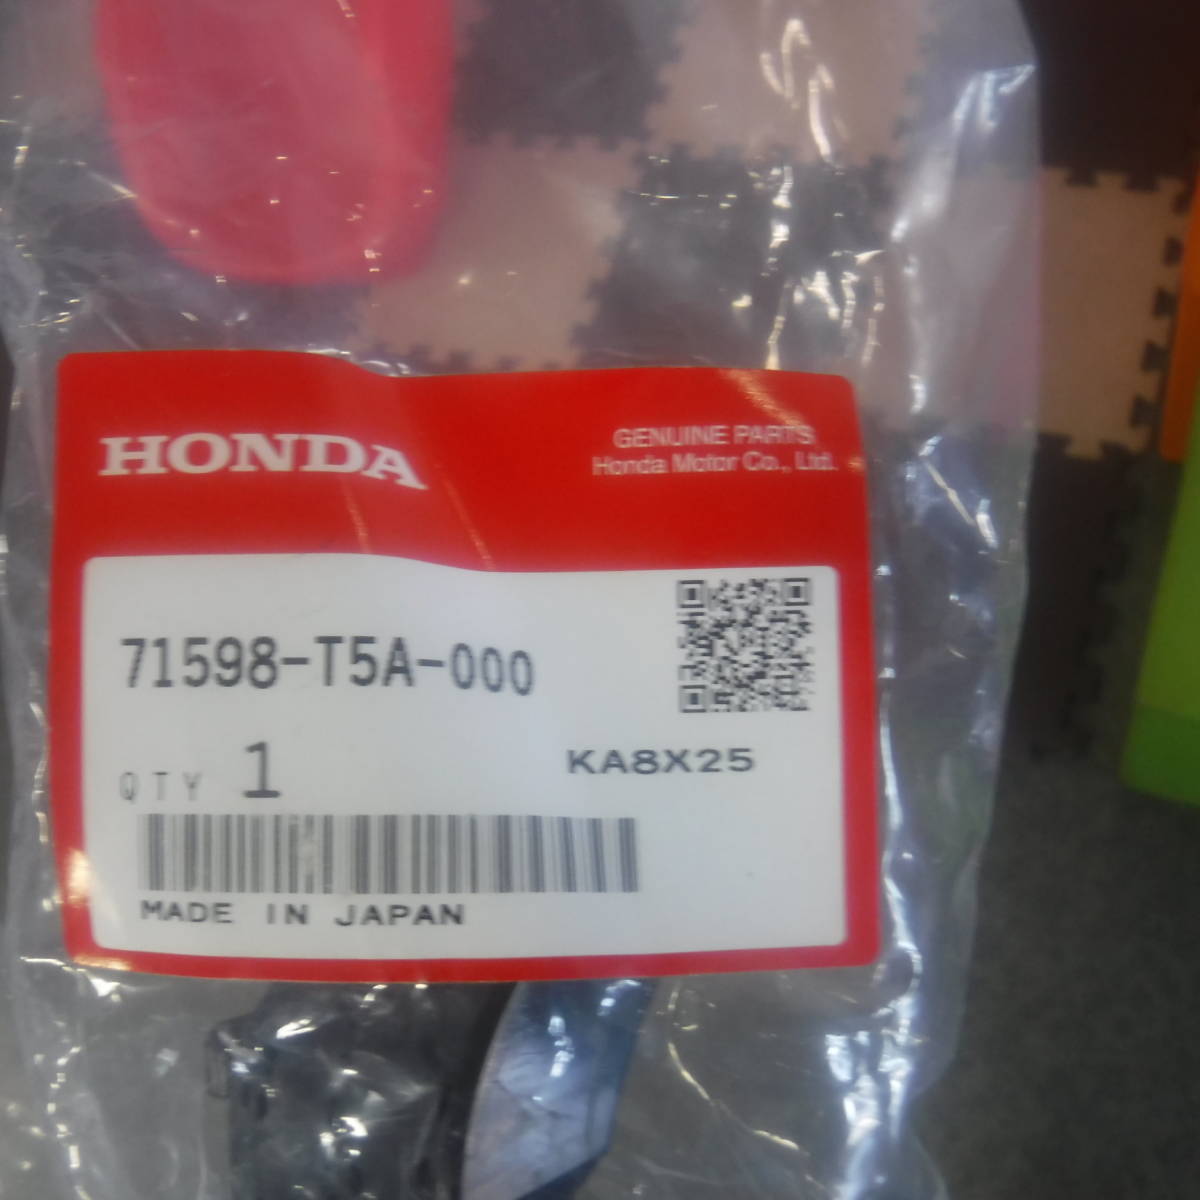 HONDA
GENUINE PARTS
Honda Motor Co., Ltd.
71598-T5A-000
QTY 1
KA8X25
MADE IN JAPAN